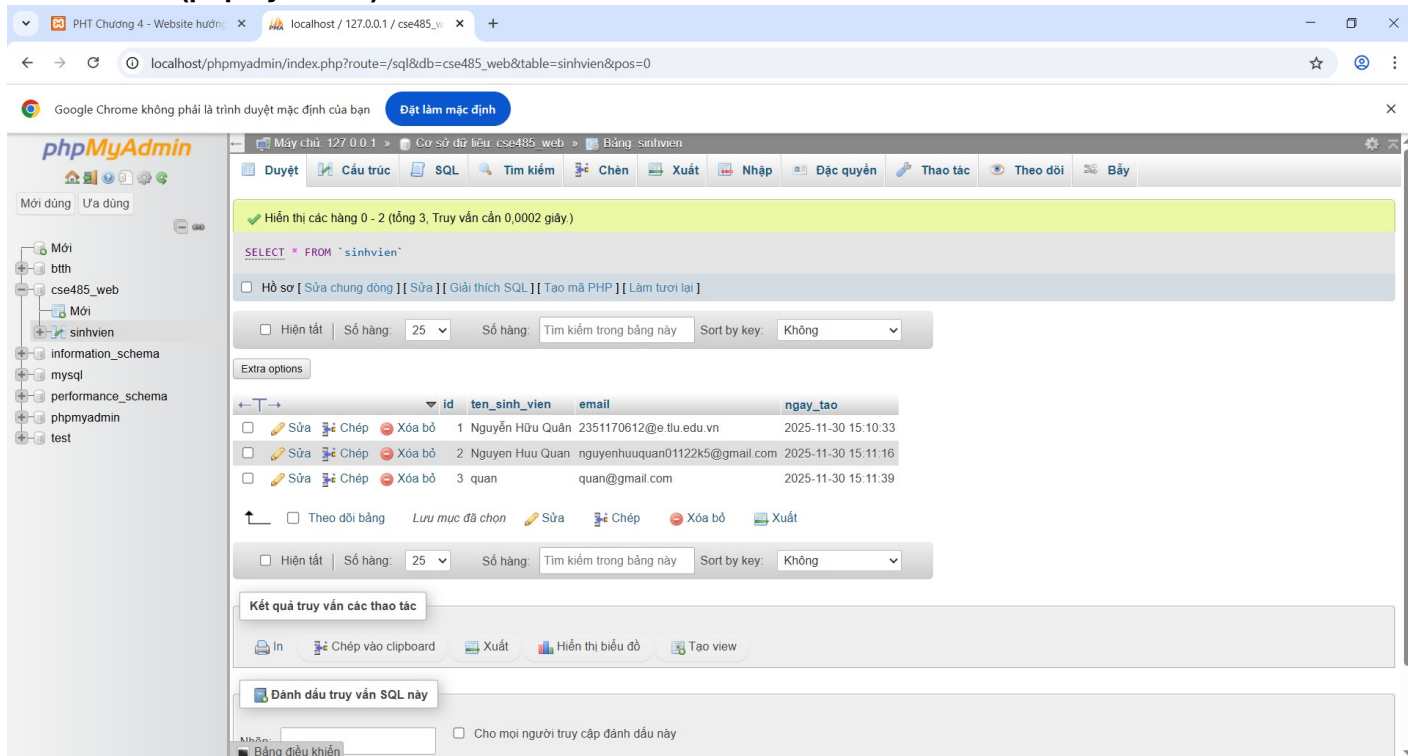 PHT Chương 4 - Website hướng
localhost / 127.0.0.1 / cse485_w
localhost/phpmyadmin/index.php?route=/sql&db=cse485_web&table=sinhvien&pos=0
Google Chrome không phải là trình duyệt mặc định của bạn Đặt làm mặc định
phpMyAdmin
Mới dùng Ưa dùng
Mới
btth
cse485_web
Mới
sinhvien
information_schema
mysql
performance_schema
phpmyadmin
test
Máy chủ: 127.0.0.1 » Cơ sở dữ liệu: cse485_web » Bảng: sinhvien
Duyệt Cấu trúc SQL Tìm kiếm Chèn Xuất Nhập Đặc quyền Thao tác Theo dõi Bẫy
Hiển thị các hàng 0 - 2 (tổng 3, Truy vấn cần 0,0002 giây.)
SELECT * FROM `sinhvien`
Hồ sơ [ Sửa chung dòng ] [ Sửa ] [ Giải thích SQL ] [ Tạo mã PHP ] [ Làm tươi lại ]
Hiện tất | Số hàng: 25 Số hàng: Tìm kiếm trong bảng này Sort by key: Không
Extra options
←T→ id ten_sinh_vien email ngay_tao
Sửa Chép Xóa bỏ 1 Nguyễn Hữu Quân 2351170612@e.tlu.edu.vn 2025-11-30 15:10:33
Sửa Chép Xóa bỏ 2 Nguyen Huu Quan nguyenhuuquan01122k5@gmail.com 2025-11-30 15:11:16
Sửa Chép Xóa bỏ 3 quan quan@gmail.com 2025-11-30 15:11:39
Theo dõi bảng Lưu mục đã chọn Sửa Chép Xóa bỏ Xuất
Hiện tất | Số hàng: 25 Số hàng: Tìm kiếm trong bảng này Sort by key: Không
Kết quả truy vấn các thao tác
In Chép vào clipboard Xuất Hiển thị biểu đồ Tạo view
Đánh dấu truy vấn SQL này
Nhãn: Cho mọi người truy cập đánh dấu này
Bảng điều khiển